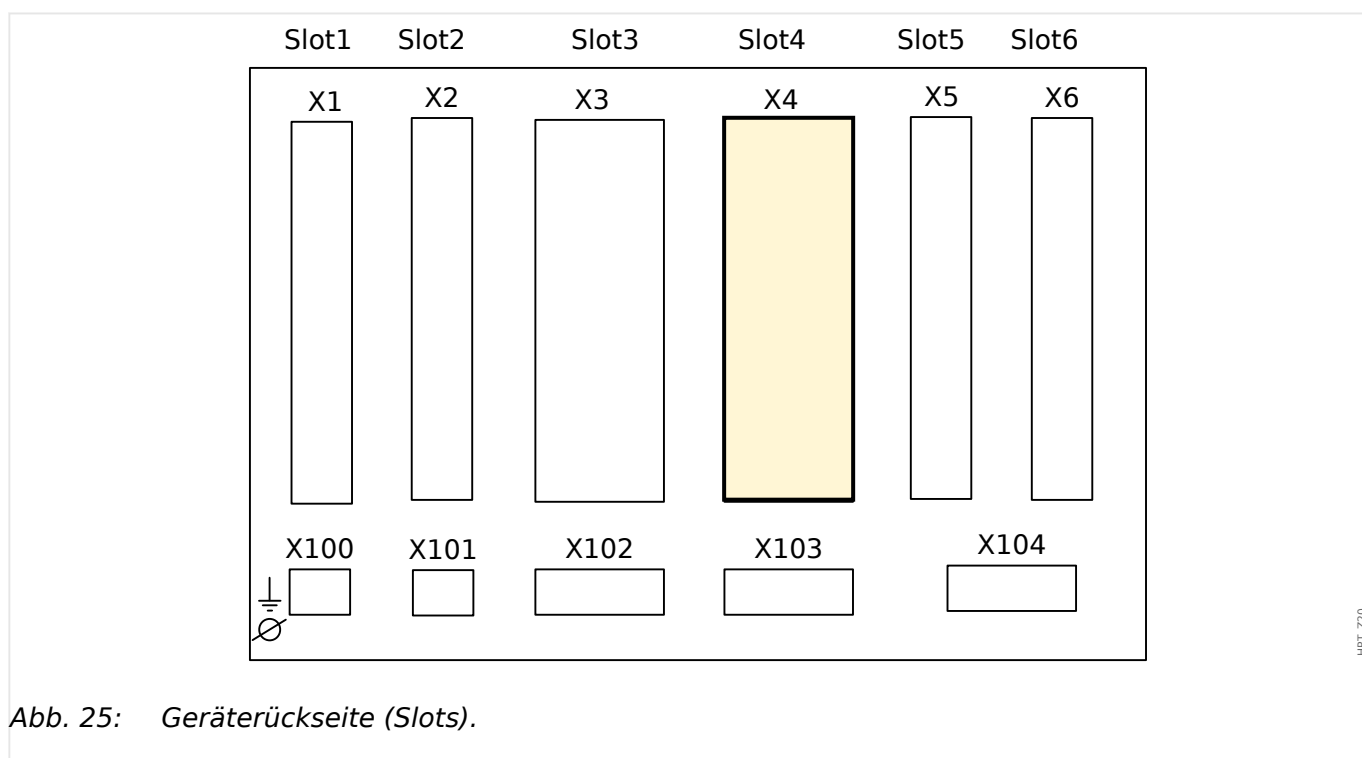 Slot1 Slot2 Slot3 Slot4 Slot5 Slot6
X1 X2 X3 X4 X5 X6
X100 X101 X102 X103 X104
Abb. 25: Geräterückseite (Slots).